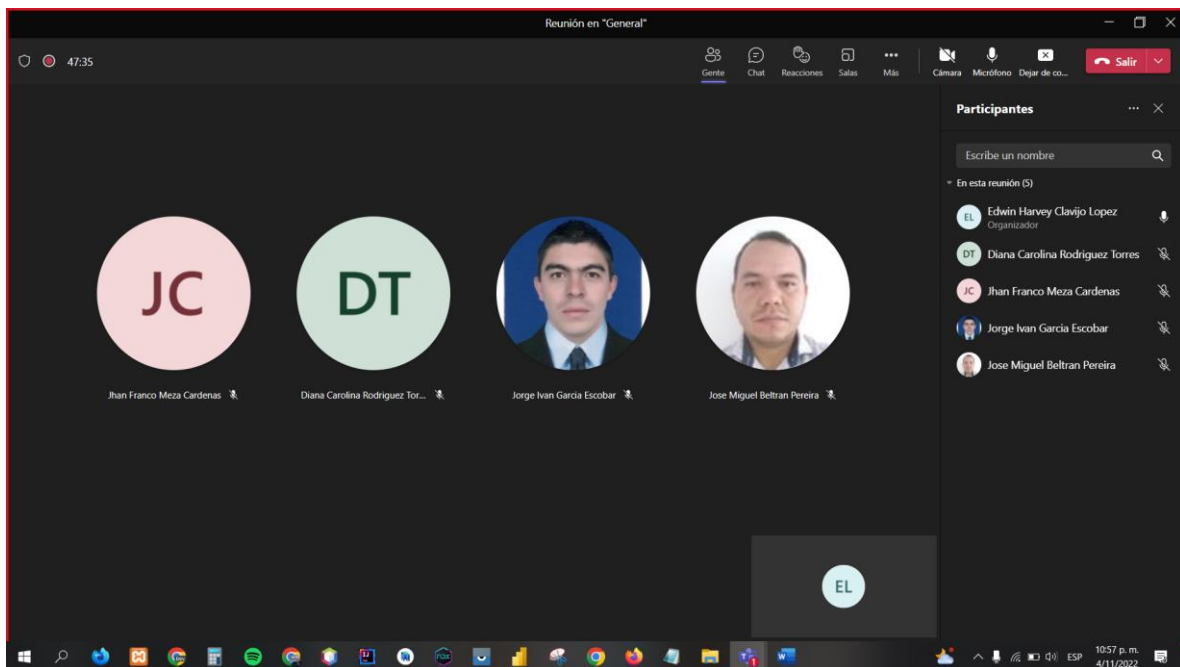 Reunión en "General"
47:35
Gente
Chat
Reacciones
Salas
Más
Cámara
Micrófono
Dejar de co...
Salir
Participantes
Escribe un nombre
En esta reunión (5)
EL
Edwin Harvey Clavijo Lopez
Organizador
DT
Diana Carolina Rodriguez Torres
JC
Jhan Franco Meza Cardenas
Jorge Ivan Garcia Escobar
Jose Miguel Beltran Pereira
JC
DT
Jhan Franco Meza Cardenas
Diana Carolina Rodriguez Tor...
Jorge Ivan Garcia Escobar
Jose Miguel Beltran Pereira
EL
ESP
10:57 p. m.
4/11/2022